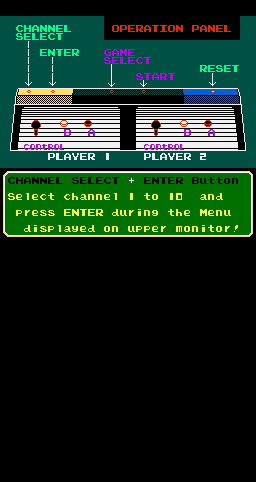 CHANNEL
SELECT
OPERATION PANEL
ENTER
GAME
SELECT
START
RESET
B A B A
CONTROL CONTROL
PLAYER 1 PLAYER 2
CHANNEL SELECT + ENTER Button
Select channel 1 to 10 and
press ENTER during the Menu
displayed on upper monitor!